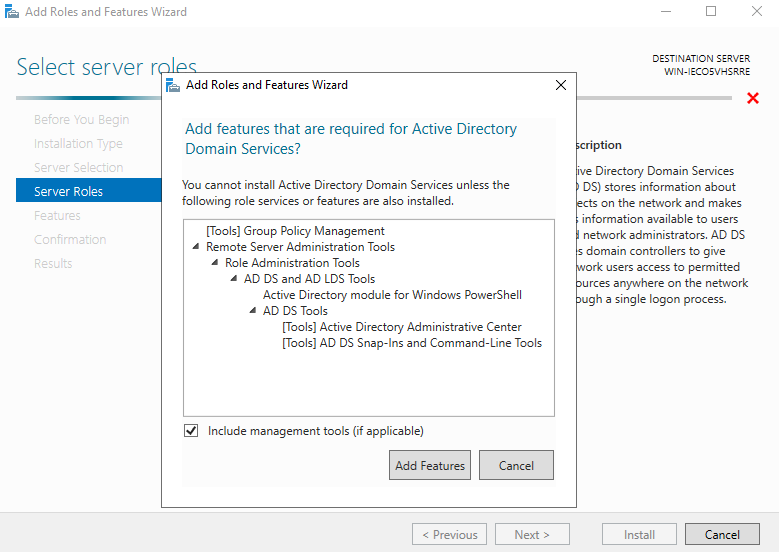 Add Roles and Features Wizard
Select server roles
DESTINATION SERVER
WIN-IECO5VHSRRE
Before You Begin
Installation Type
Server Selection
Server Roles
Features
Confirmation
Results
Add Roles and Features Wizard
Add features that are required for Active Directory
Domain Services?
You cannot install Active Directory Domain Services unless the
following role services or features are also installed.
[Tools] Group Policy Management
Remote Server Administration Tools
Role Administration Tools
AD DS and AD LDS Tools
Active Directory module for Windows PowerShell
AD DS Tools
[Tools] Active Directory Administrative Center
[Tools] AD DS Snap-Ins and Command-Line Tools
Include management tools (if applicable)
Add Features
Cancel
Directory Domain Services
DS) stores information about
on the network and makes
information available to users
network administrators. AD DS
domain controllers to give
users access to permitted
anywhere on the network
a single logon process.
< Previous
Next >
Install
Cancel